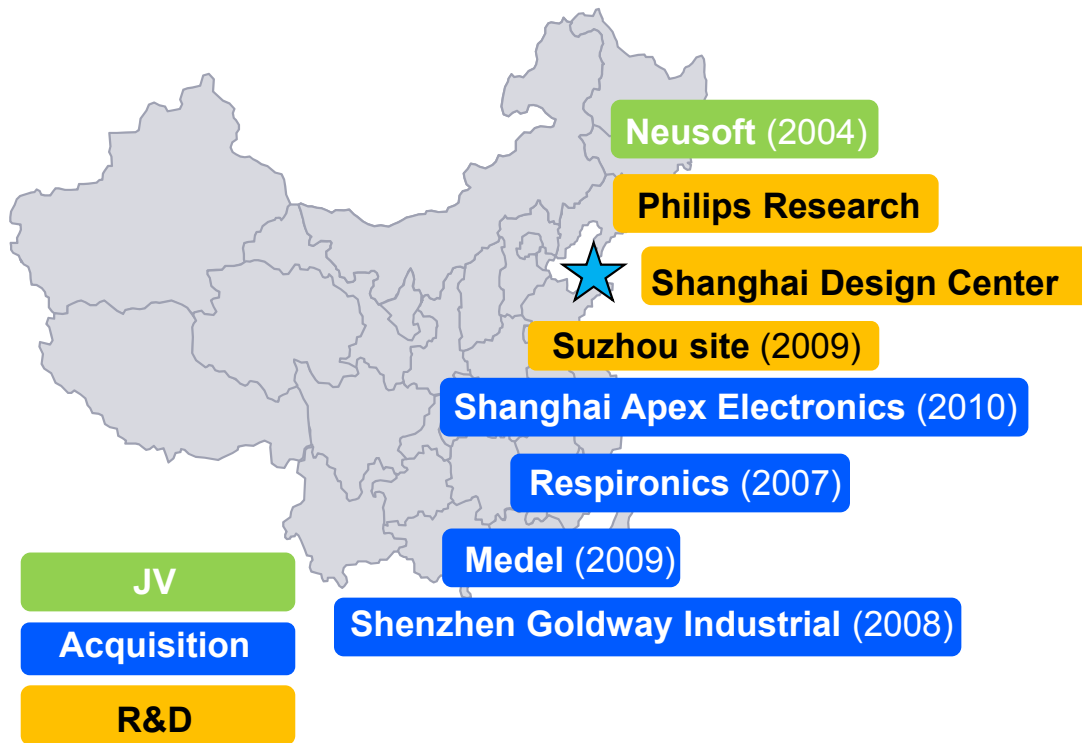 Neusoft (2004)
Philips Research
Shanghai Design Center
Suzhou site (2009)
Shanghai Apex Electronics (2010)
Respironics (2007)
Medel (2009)
Shenzhen Goldway Industrial (2008)
JV
Acquisition
R&D